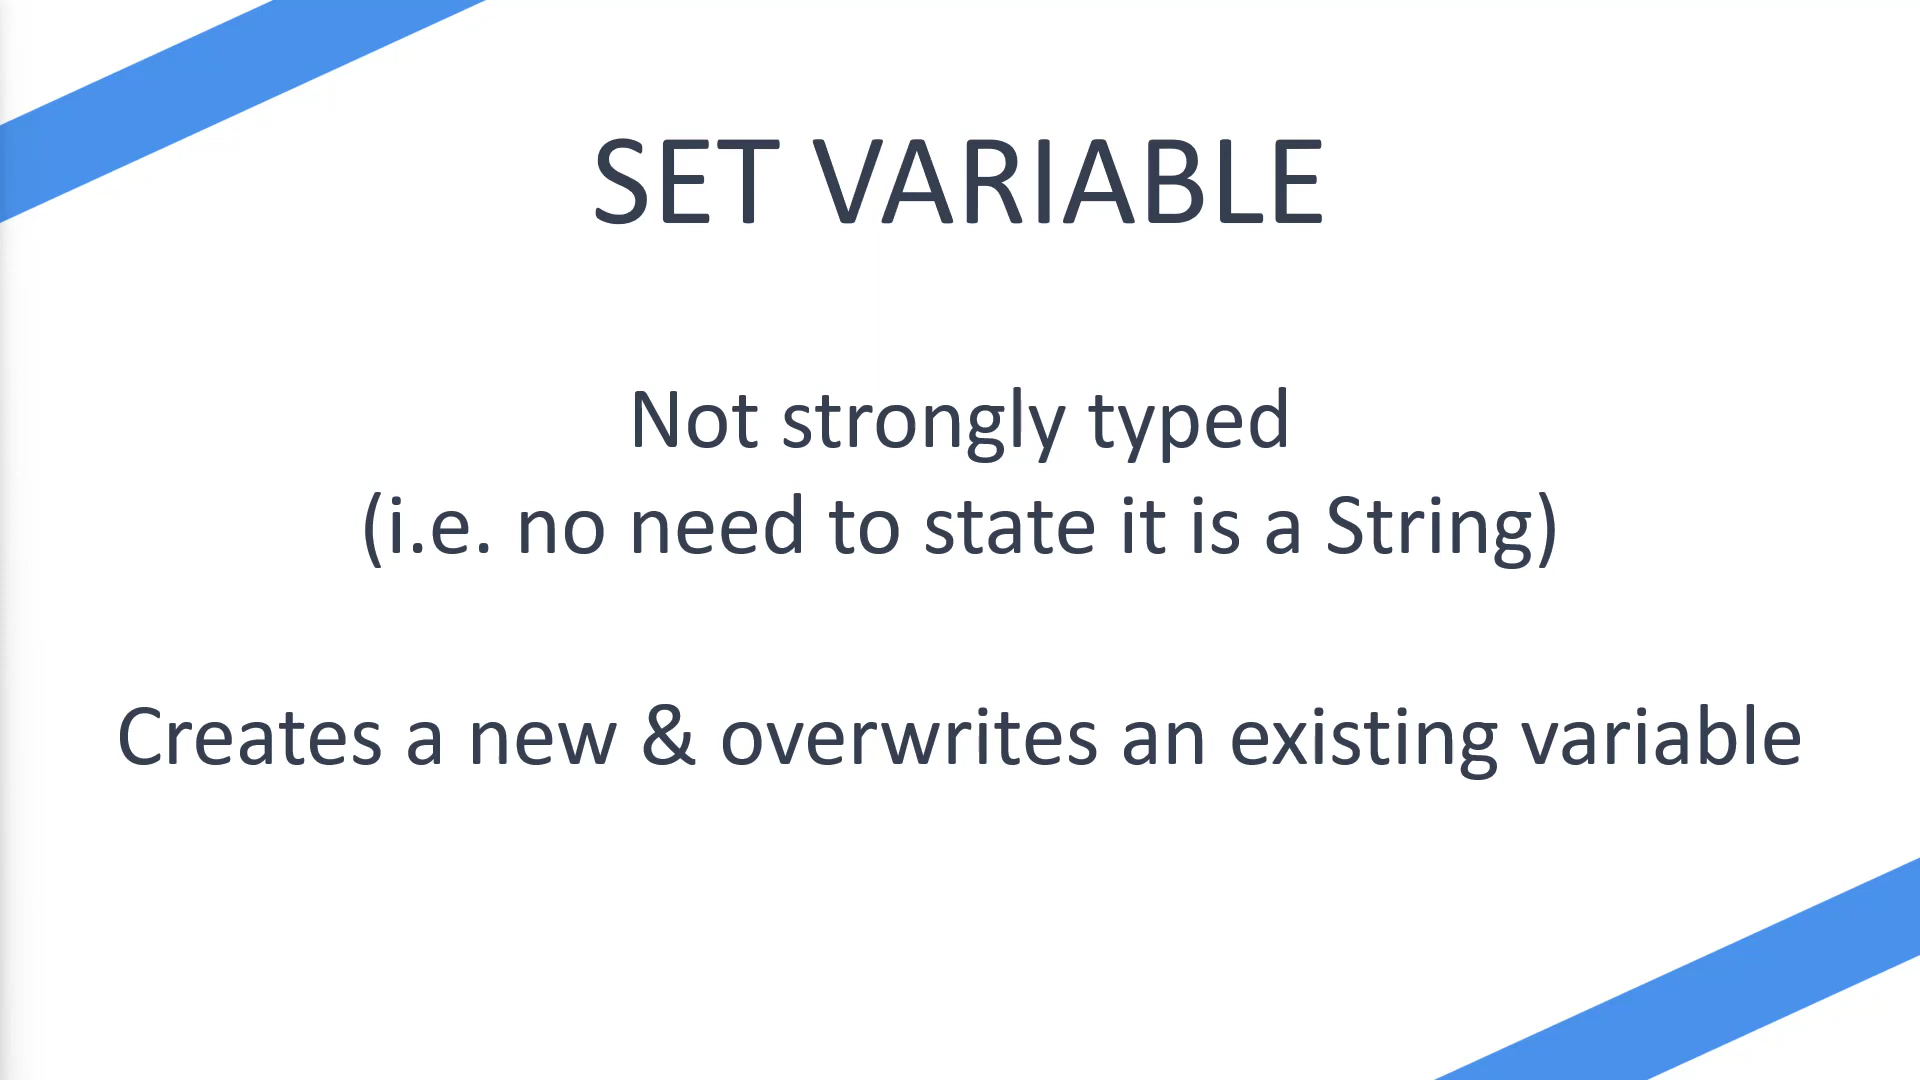 SET VARIABLE
Not strongly typed
(i.e. no need to state it is a String)
Creates a new & overwrites an existing variable